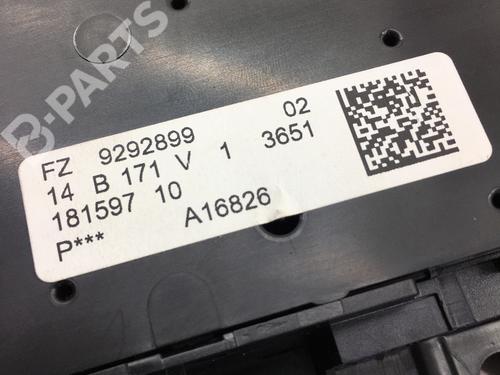 B-PARTS
FZ 9292899 02
14 B 171 V 1 3651
181597 10
P*** A16826